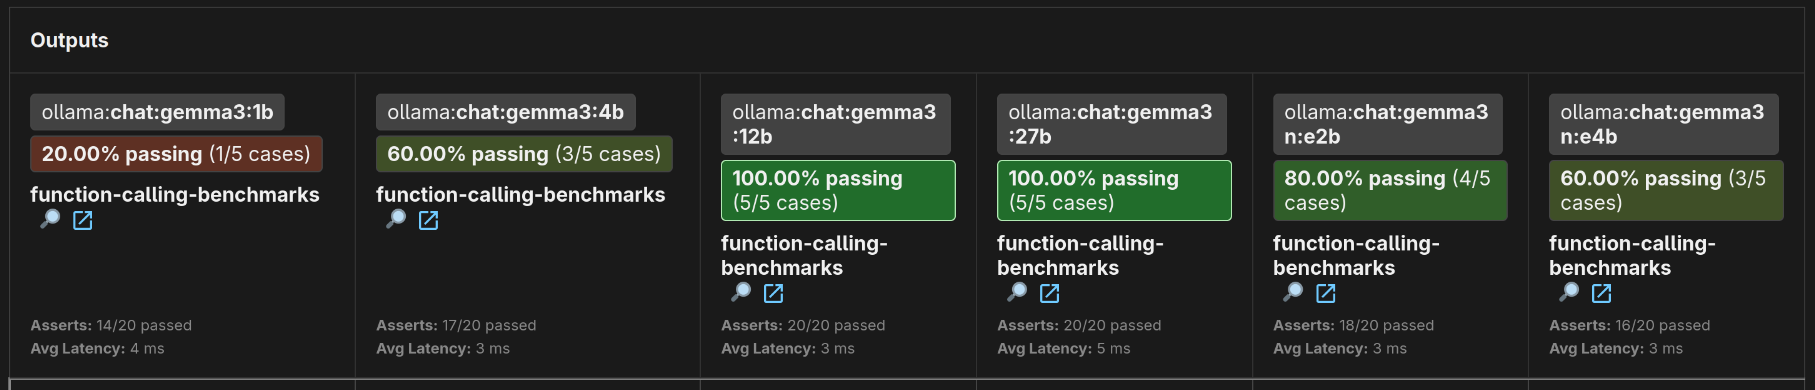 Outputs
ollama:chat:gemma3:1b
20.00% passing (1/5 cases)
function-calling-benchmarks
Asserts: 14/20 passed
Avg Latency: 4 ms
ollama:chat:gemma3:4b
60.00% passing (3/5 cases)
function-calling-benchmarks
Asserts: 17/20 passed
Avg Latency: 3 ms
ollama:chat:gemma3
:12b
100.00% passing
(5/5 cases)
function-calling-
benchmarks
Asserts: 20/20 passed
Avg Latency: 3 ms
ollama:chat:gemma3
:27b
100.00% passing
(5/5 cases)
function-calling-
benchmarks
Asserts: 20/20 passed
Avg Latency: 5 ms
ollama:chat:gemma3
n:e2b
80.00% passing (4/5
cases)
function-calling-
benchmarks
Asserts: 18/20 passed
Avg Latency: 3 ms
ollama:chat:gemma3
n:e4b
60.00% passing (3/5
cases)
function-calling-
benchmarks
Asserts: 16/20 passed
Avg Latency: 3 ms